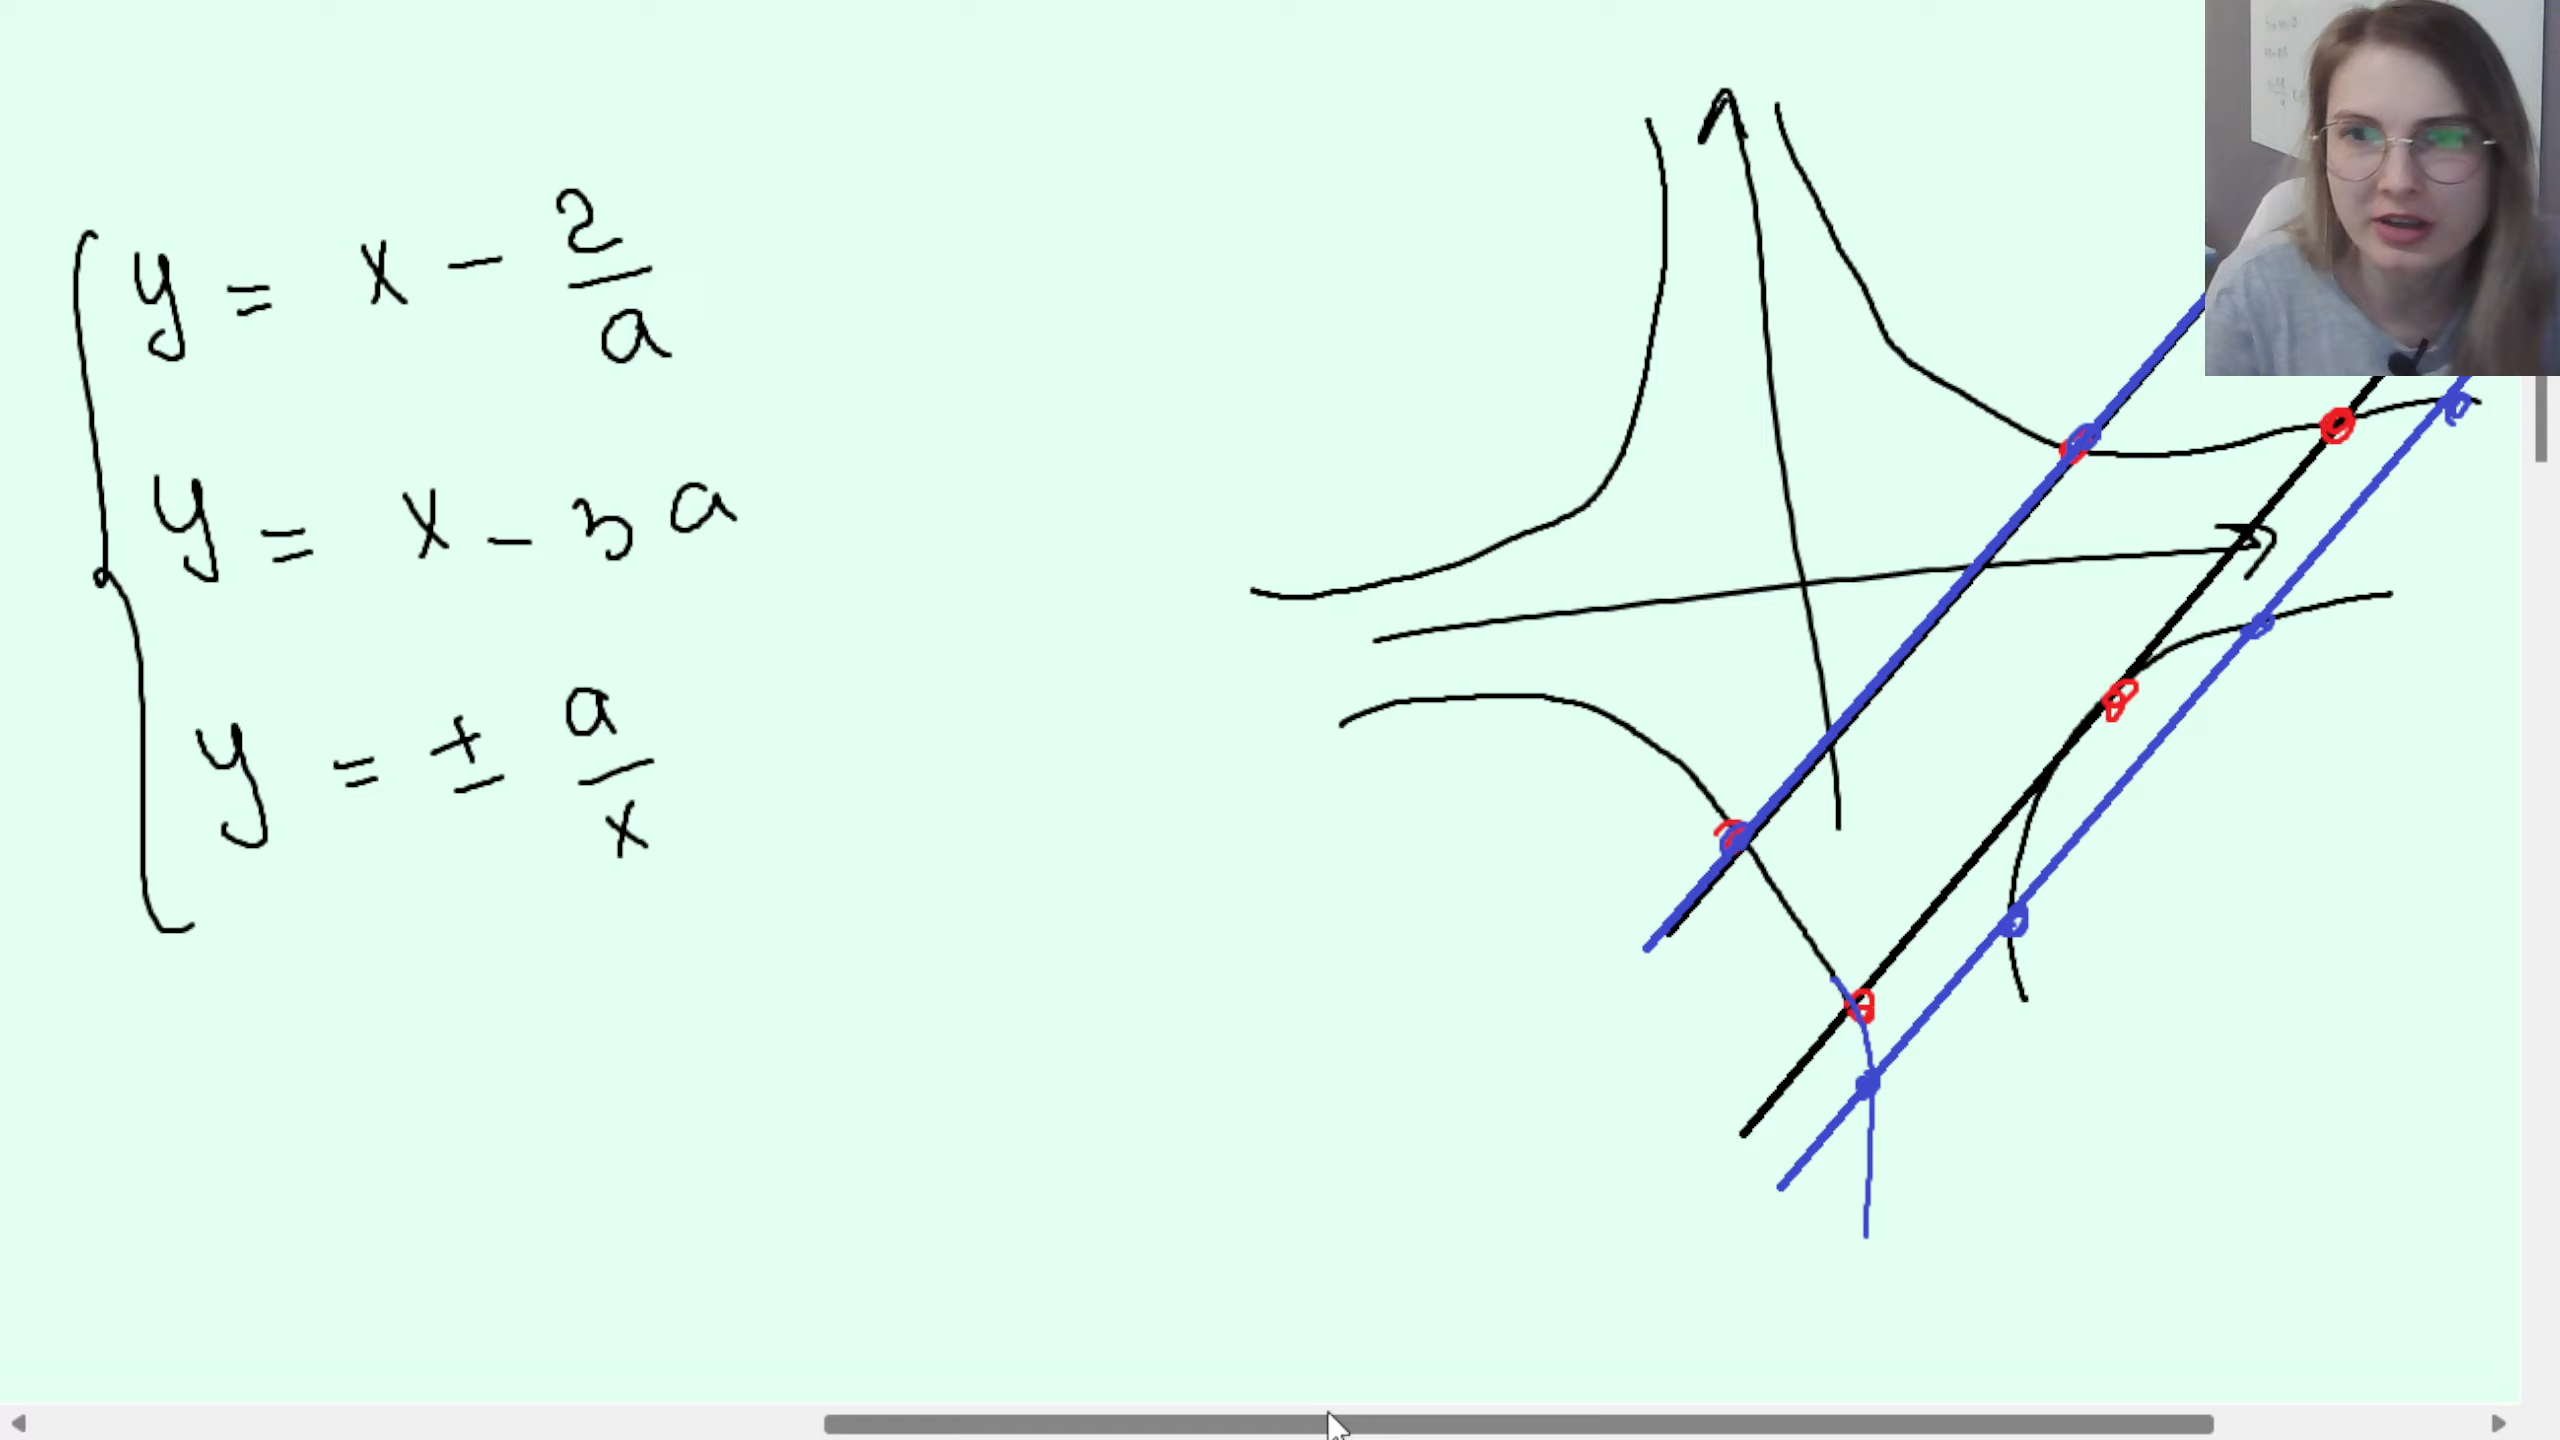 y = x - 2/a
y = x - 3a
y = ± a/x